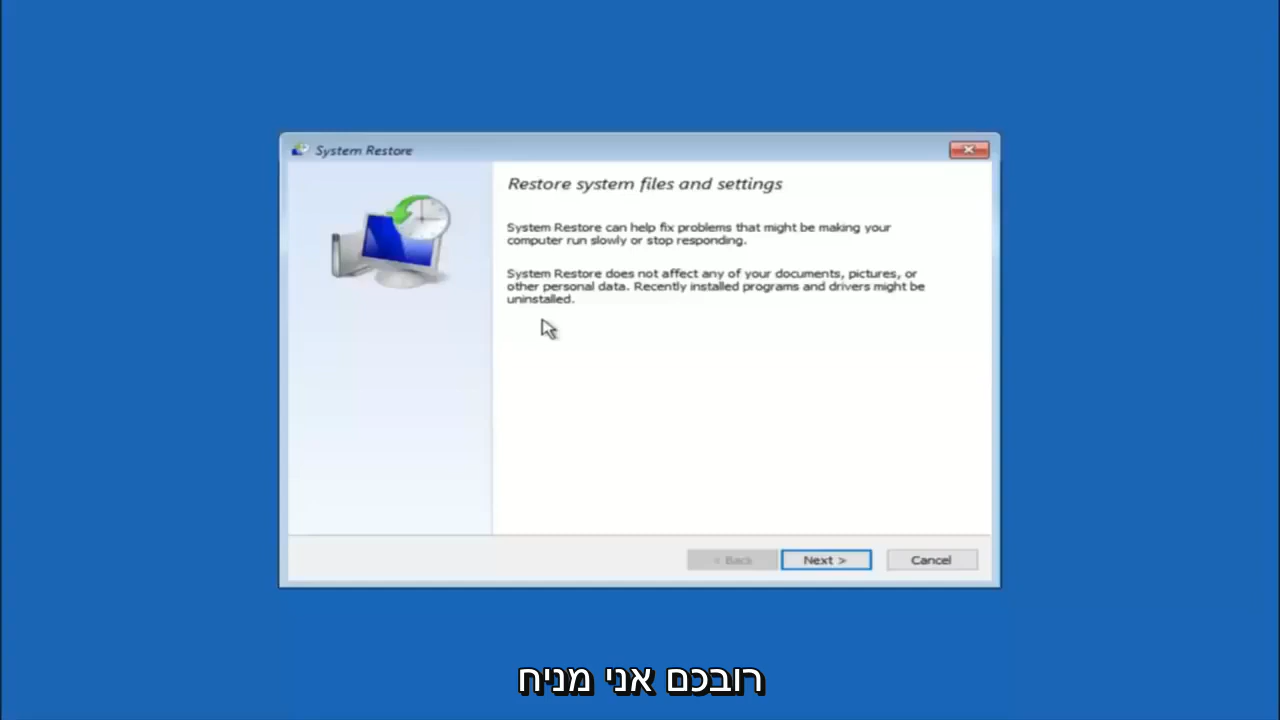 System Restore
Restore system files and settings
System Restore can help fix problems that might be making your
computer run slowly or stop responding.
System Restore does not affect any of your documents, pictures, or
other personal data. Recently installed programs and drivers might be
uninstalled.
< Back
Next >
Cancel
רובכם אני מניח